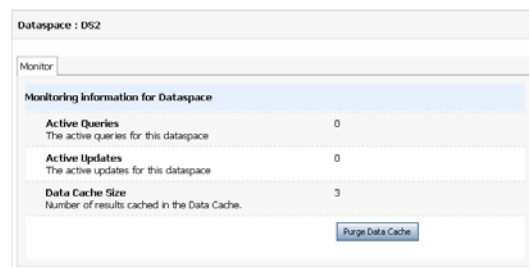 Dataspace : DS2
Monitor
Monitoring information for Dataspace
Active Queries 0
The active queries for this dataspace
Active Updates 0
The active updates for this dataspace
Data Cache Size 3
Number of results cached in the Data Cache.
Purge Data Cache